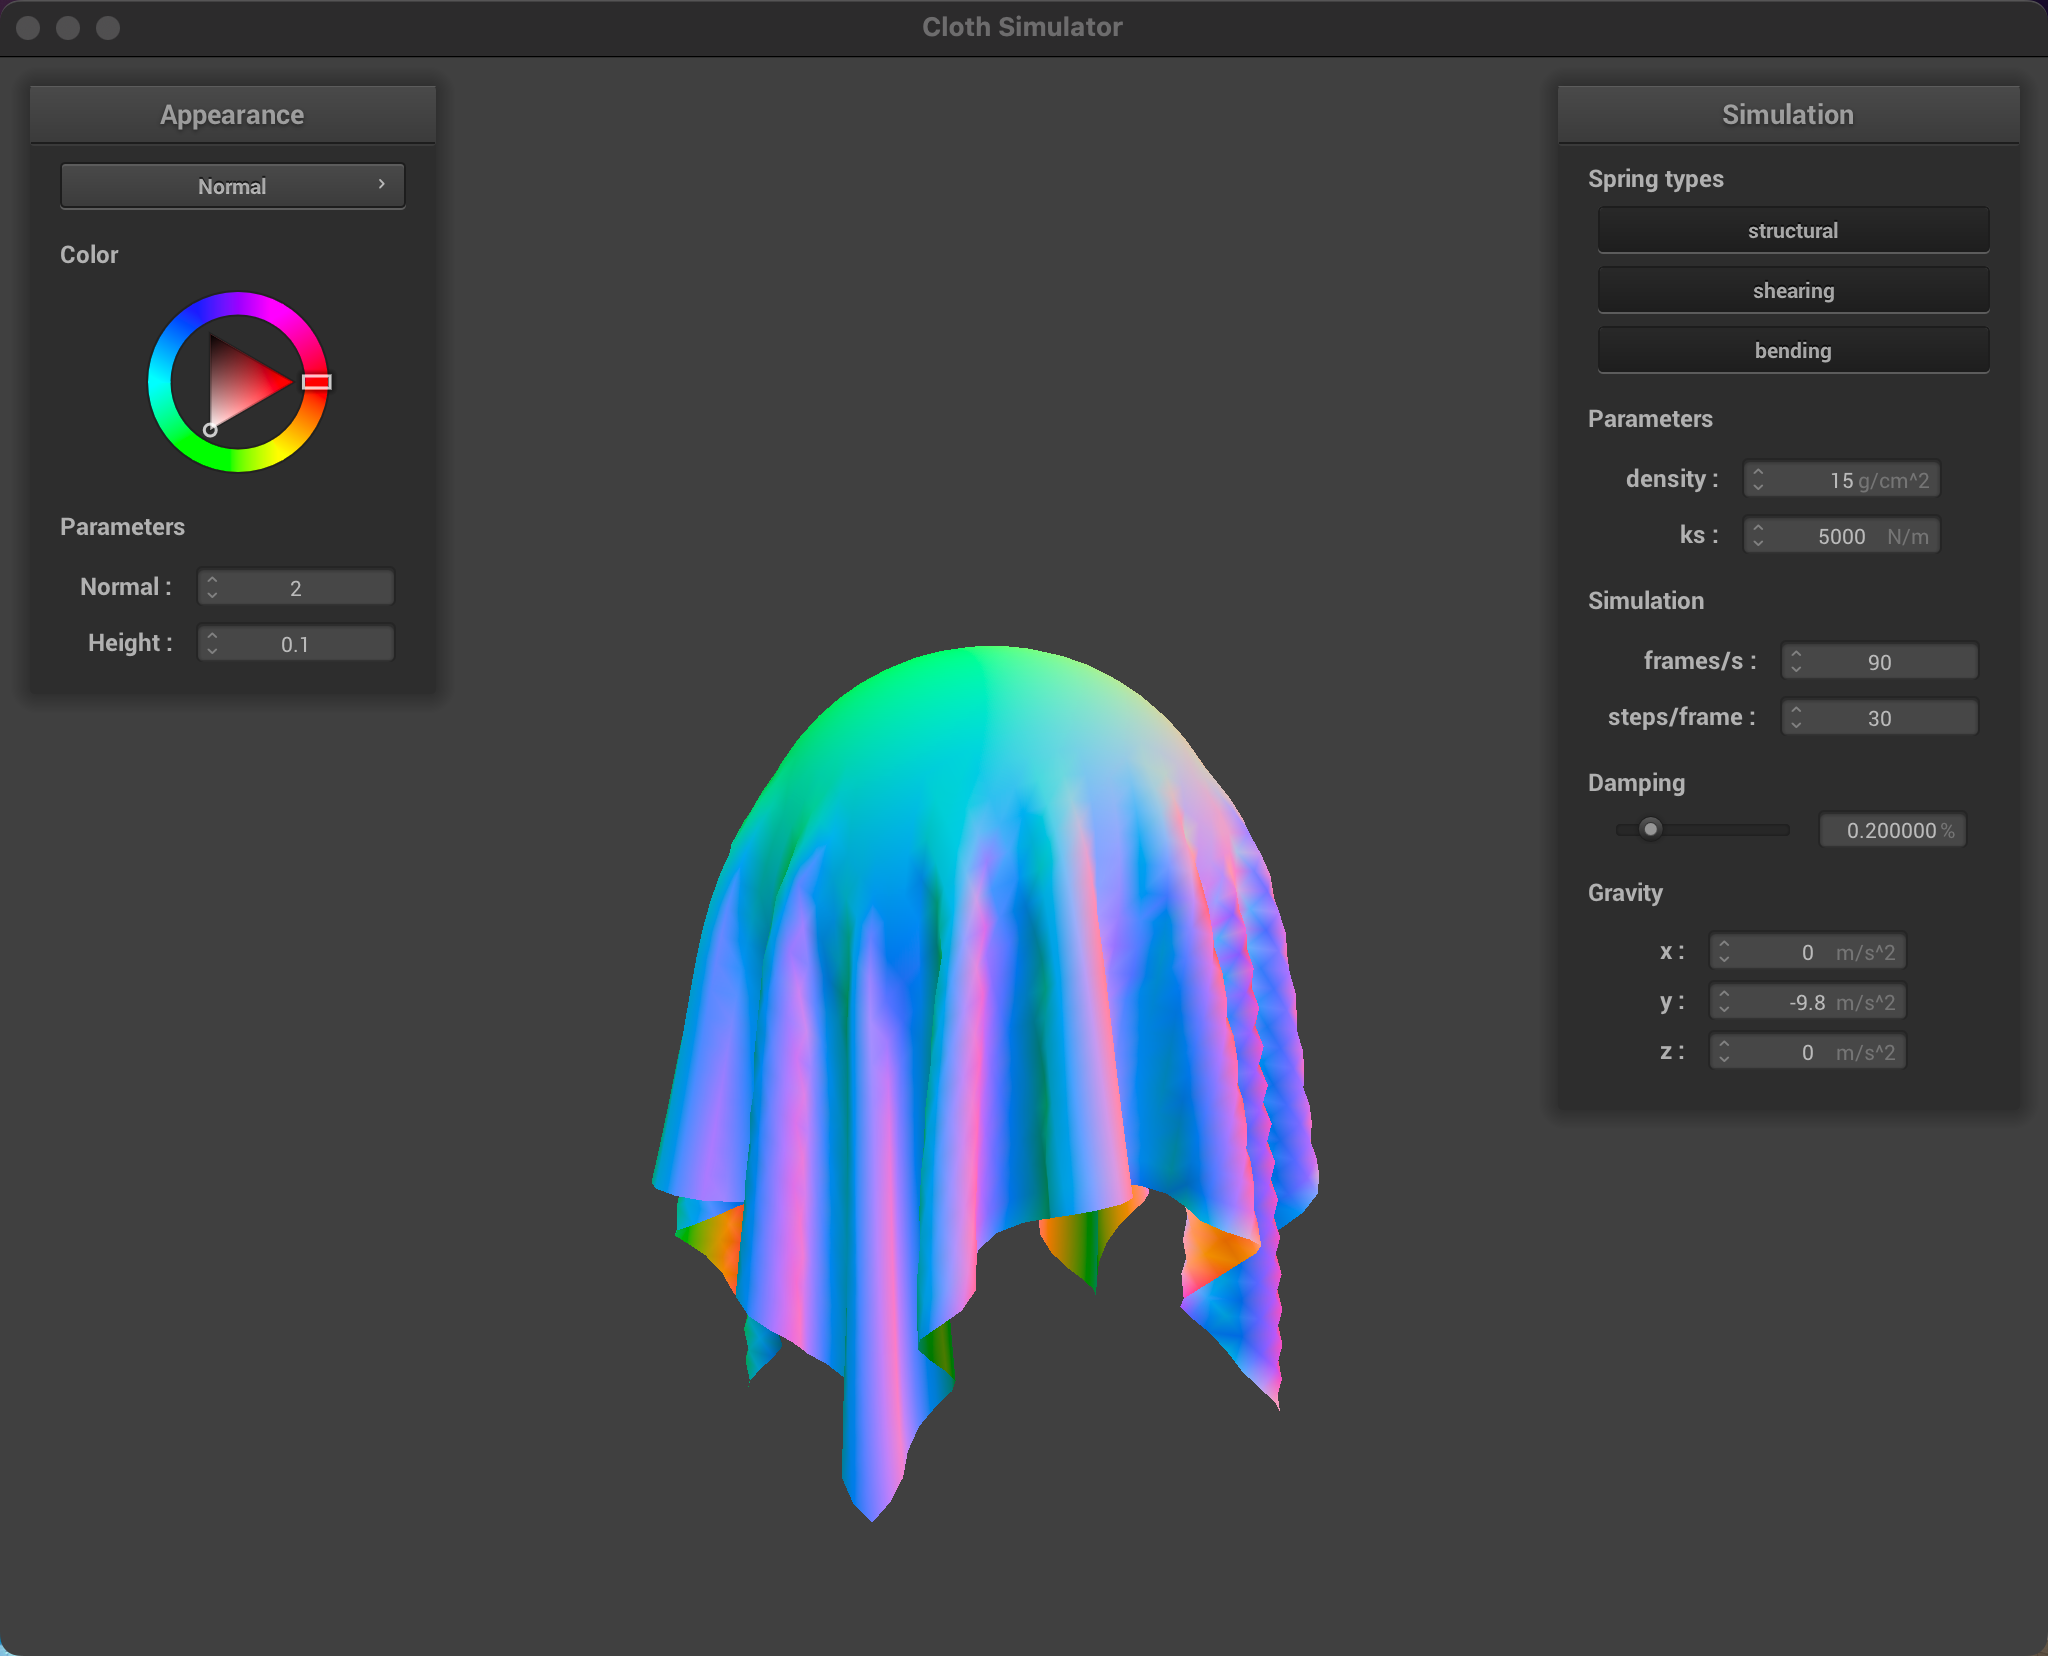 Cloth Simulator
Appearance
Normal
Color
Parameters
Normal : 2
Height : 0.1
Simulation
Spring types
structural
shearing
bending
Parameters
density : 15 g/cm^2
ks : 5000 N/m
Simulation
frames/s : 90
steps/frame : 30
Damping
0.200000 %
Gravity
x : 0 m/s^2
y : -9.8 m/s^2
z : 0 m/s^2